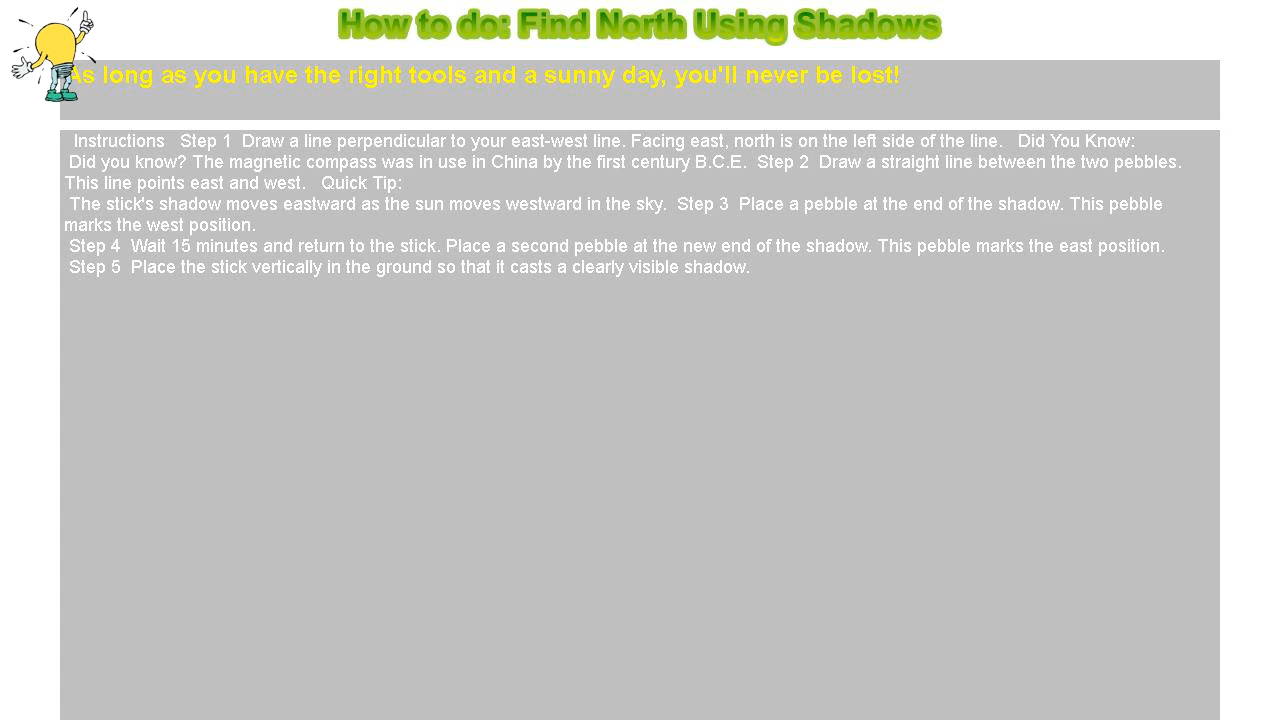 How to do: Find North Using Shadows
As long as you have the right tools and a sunny day, you'll never be lost!
Instructions Step 1 Draw a line perpendicular to your east-west line. Facing east, north is on the left side of the line. Did You Know:
Did you know? The magnetic compass was in use in China by the first century B.C.E. Step 2 Draw a straight line between the two pebbles.
This line points east and west. Quick Tip:
The stick's shadow moves eastward as the sun moves westward in the sky. Step 3 Place a pebble at the end of the shadow. This pebble
marks the west position.
Step 4 Wait 15 minutes and return to the stick. Place a second pebble at the new end of the shadow. This pebble marks the east position.
Step 5 Place the stick vertically in the ground so that it casts a clearly visible shadow.